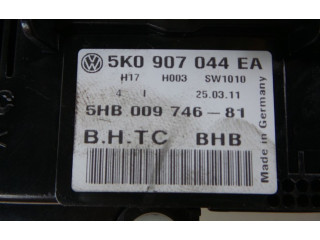 5K0 907 044 EA
H17 H003 SW1010
4 I 25.03.11
5HB 009 746-81
B.H.TC BHB
Made in Germany